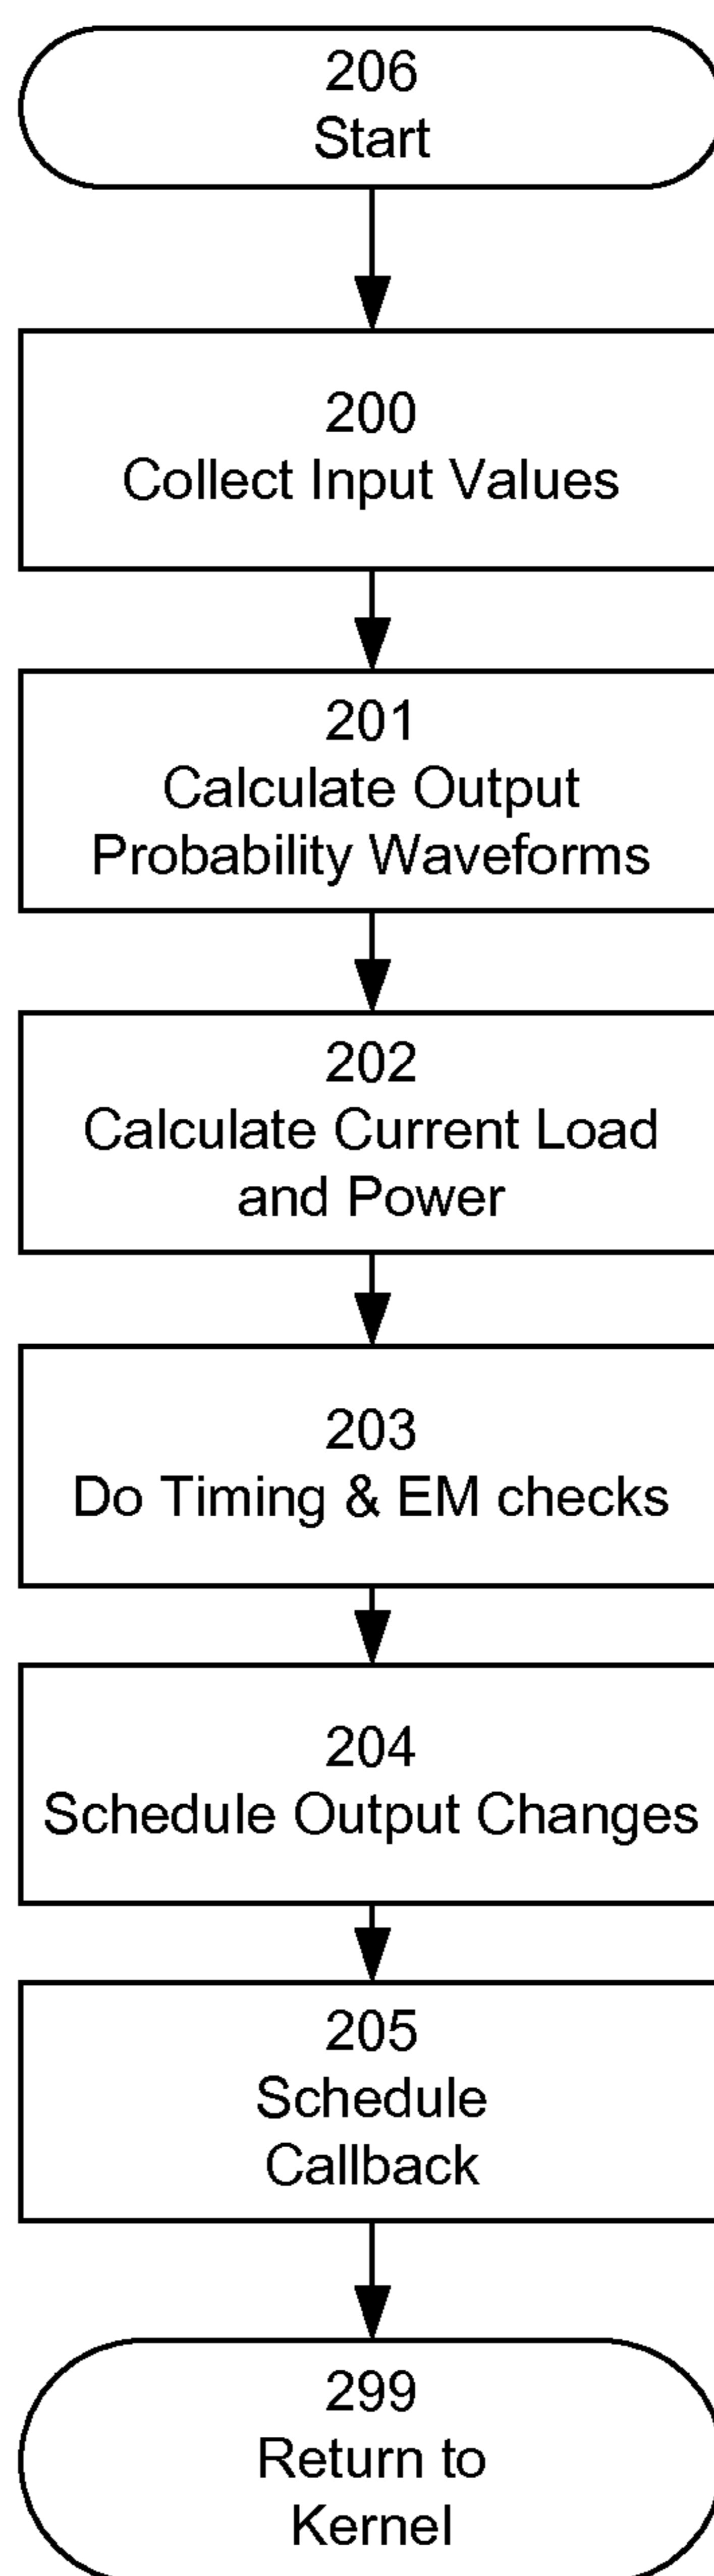 206
Start
200
Collect Input Values
201
Calculate Output
Probability Waveforms
202
Calculate Current Load
and Power
203
Do Timing & EM checks
204
Schedule Output Changes
205
Schedule
Callback
299
Return to
Kernel